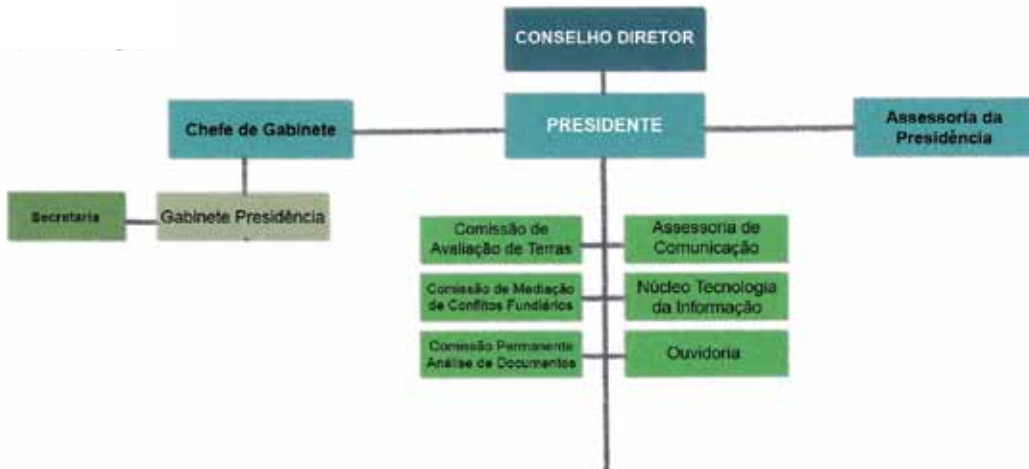 CONSELHO DIRETOR
Chefe de Gabinete
PRESIDENTE
Assessoria da
Presidência
Secretaria
Gabinete Presidência
Comissão de
Avaliação de Terras
Assessoria de
Comunicação
Comissão de Mediação
de Conflitos Fundiários
Núcleo Tecnologia
da Informação
Comissão Permanente
Análise de Documentos
Ouvidoria